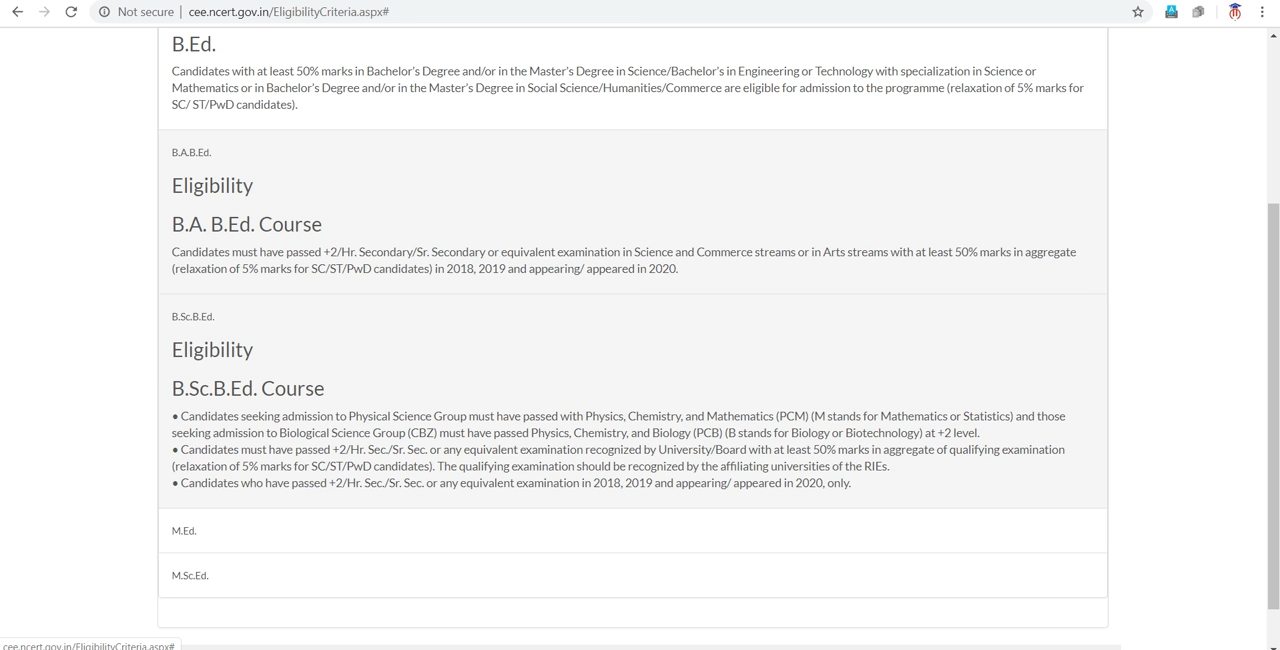 Not secure | cee.ncert.gov.in/EligibilityCriteria.aspx#
B.Ed.
Candidates with at least 50% marks in Bachelor's Degree and/or in the Master's Degree in Science/Bachelor's in Engineering or Technology with specialization in Science or
Mathematics or in Bachelor's Degree and/or in the Master's Degree in Social Science/Humanities/Commerce are eligible for admission to the programme (relaxation of 5% marks for
SC/ ST/PwD candidates).
B.A.B.Ed.
Eligibility
B.A. B.Ed. Course
Candidates must have passed +2/Hr. Secondary/Sr. Secondary or equivalent examination in Science and Commerce streams or in Arts streams with at least 50% marks in aggregate
(relaxation of 5% marks for SC/ST/PwD candidates) in 2018, 2019 and appearing/ appeared in 2020.
B.Sc.B.Ed.
Eligibility
B.Sc.B.Ed. Course
• Candidates seeking admission to Physical Science Group must have passed with Physics, Chemistry, and Mathematics (PCM) (M stands for Mathematics or Statistics) and those
seeking admission to Biological Science Group (CBZ) must have passed Physics, Chemistry, and Biology (PCB) (B stands for Biology or Biotechnology) at +2 level.
• Candidates must have passed +2/Hr. Sec./Sr. Sec. or any equivalent examination recognized by University/Board with at least 50% marks in aggregate of qualifying examination
(relaxation of 5% marks for SC/ST/PwD candidates). The qualifying examination should be recognized by the affiliating universities of the RIEs.
• Candidates who have passed +2/Hr. Sec./Sr. Sec. or any equivalent examination in 2018, 2019 and appearing/ appeared in 2020, only.
M.Ed.
M.Sc.Ed.
cee.ncert.gov.in/EligibilityCriteria.aspx#